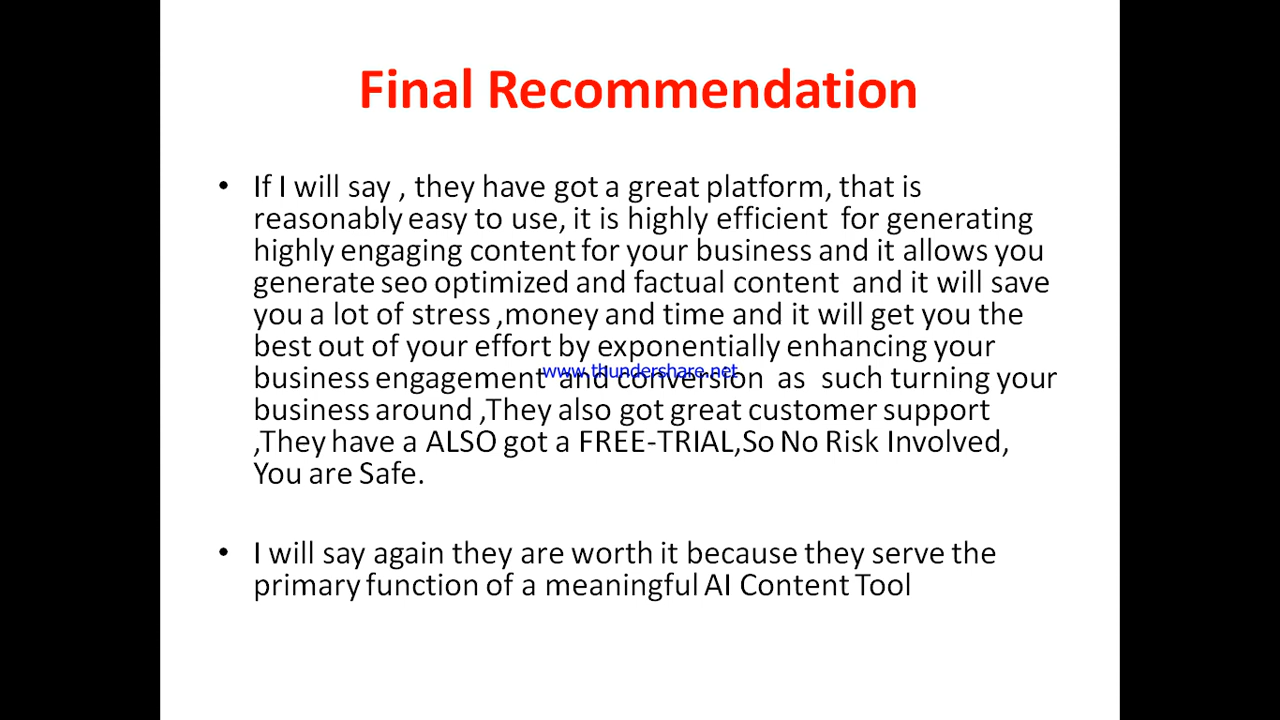 Final Recommendation
• If I will say , they have got a great platform, that is
reasonably easy to use, it is highly efficient  for generating
highly engaging content for your business and it allows you
generate seo optimized and factual content  and it will save
you a lot of stress ,money and time and it will get you the
best out of your effort by exponentially enhancing your
www.thundershare.net
business engagement and conversion  as  such turning your
business around ,They also got great customer support
,They have a ALSO got a FREE-TRIAL,So No Risk Involved,
You are Safe.
• I will say again they are worth it because they serve the
primary function of a meaningful AI Content Tool